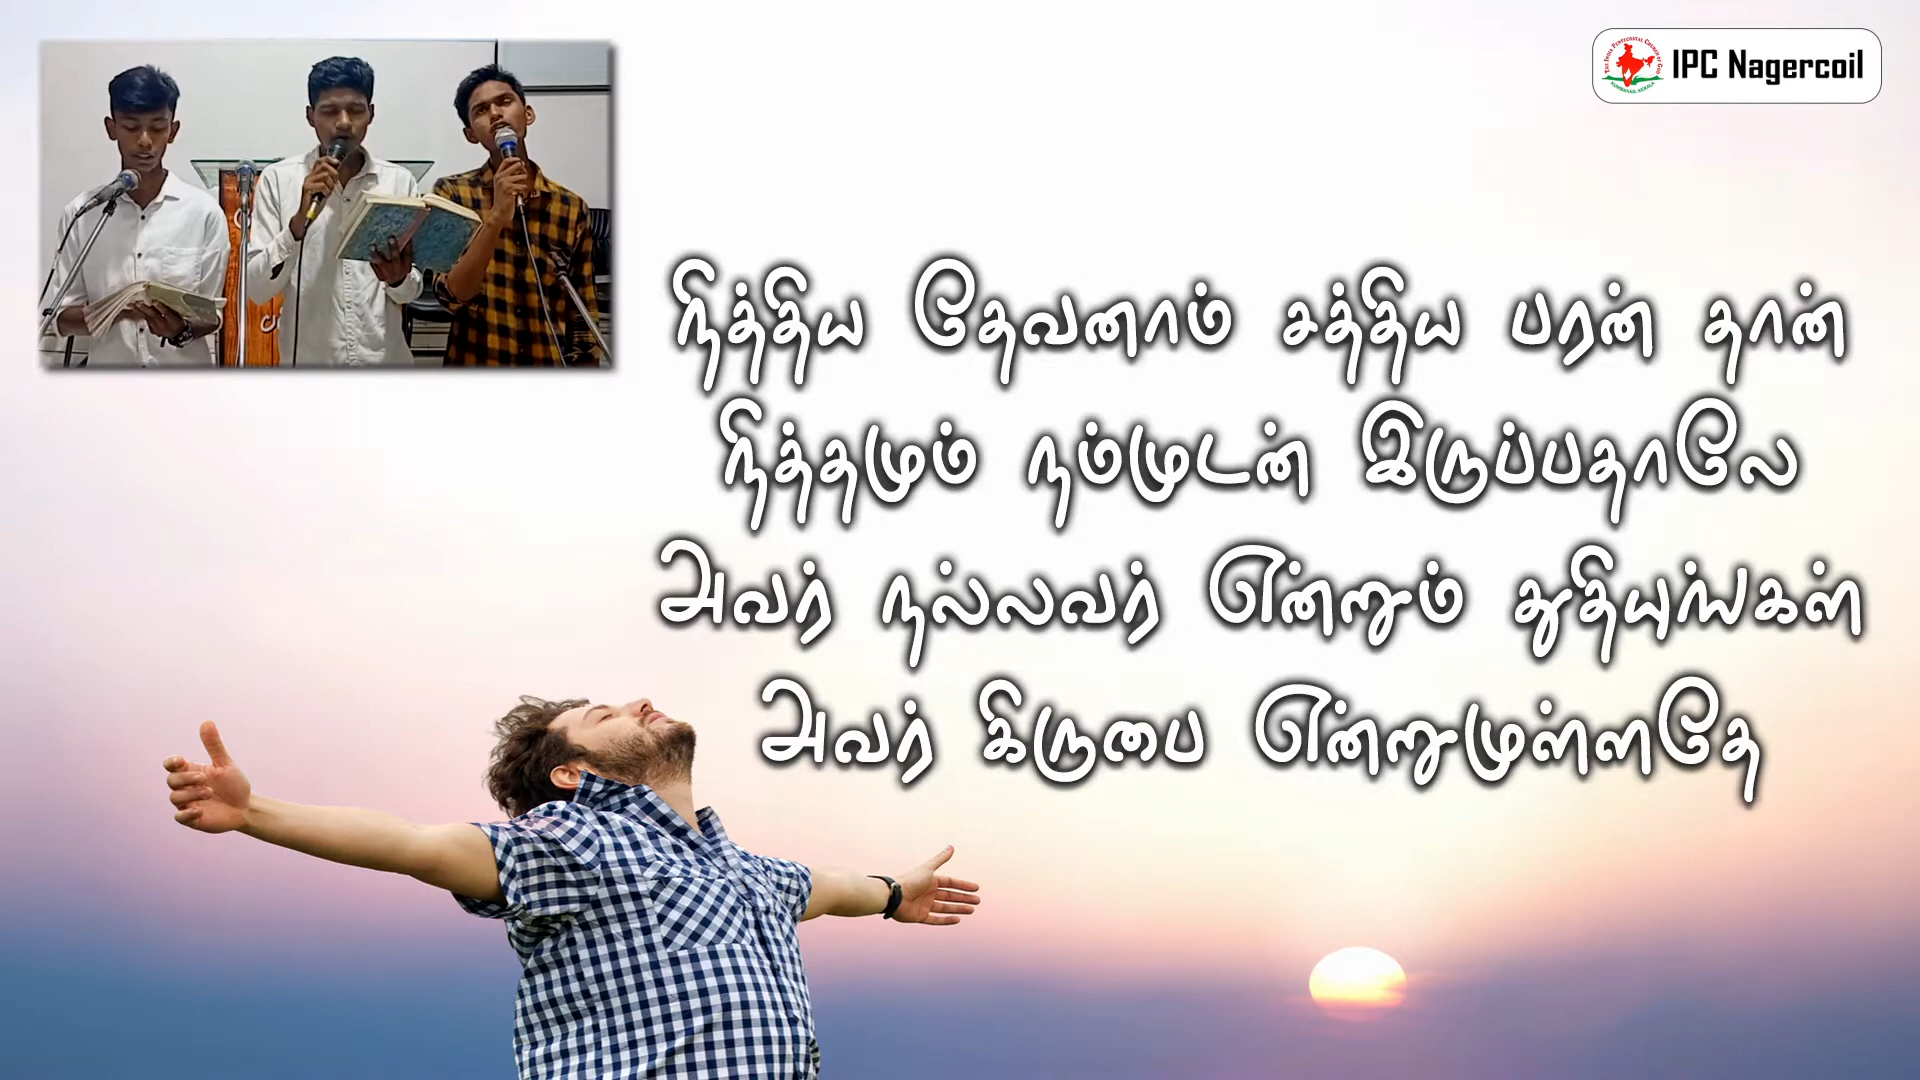 IPC Nagercoil
நித்திய தேவனாம் சத்திய பரன் தான்
நித்தமும் நம்முடன் இருப்பதாலே
அவர் நல்லவர் என்றும் துதியுங்கள்
அவர் கிருபை என்றுமுள்ளதே